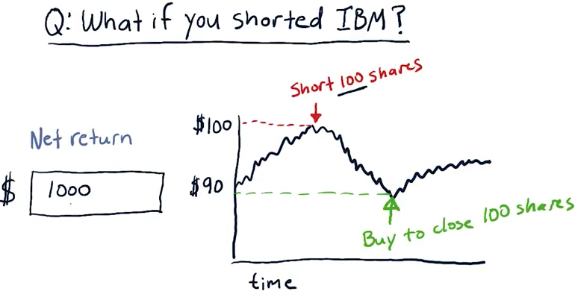 Q: What if you shorted IBM?
Short 100 shares
Net return
$ 1000
$100
$90
Buy to close 100 shares
time